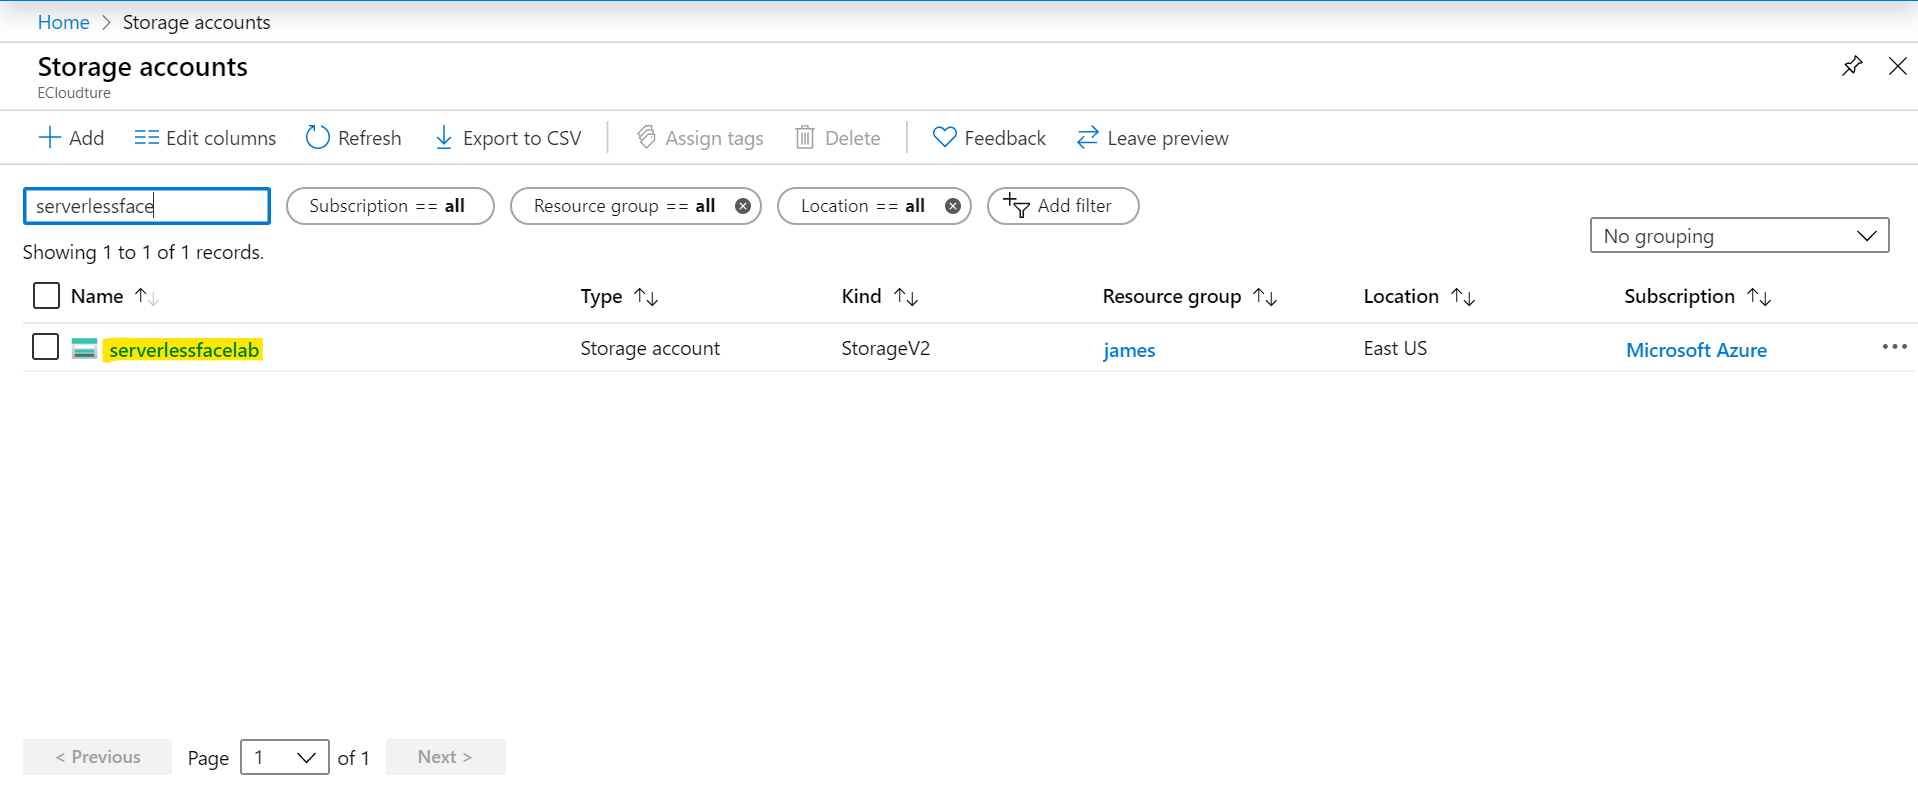 Home > Storage accounts
Storage accounts
ECloudture
Add Edit columns Refresh Export to CSV Assign tags Delete Feedback Leave preview
serverlessface Subscription == all Resource group == all Location == all Add filter
No grouping
Showing 1 to 1 of 1 records.
Name Type Kind Resource group Location Subscription
serverlessfacelab Storage account StorageV2 james East US Microsoft Azure
< Previous Page 1 of 1 Next >